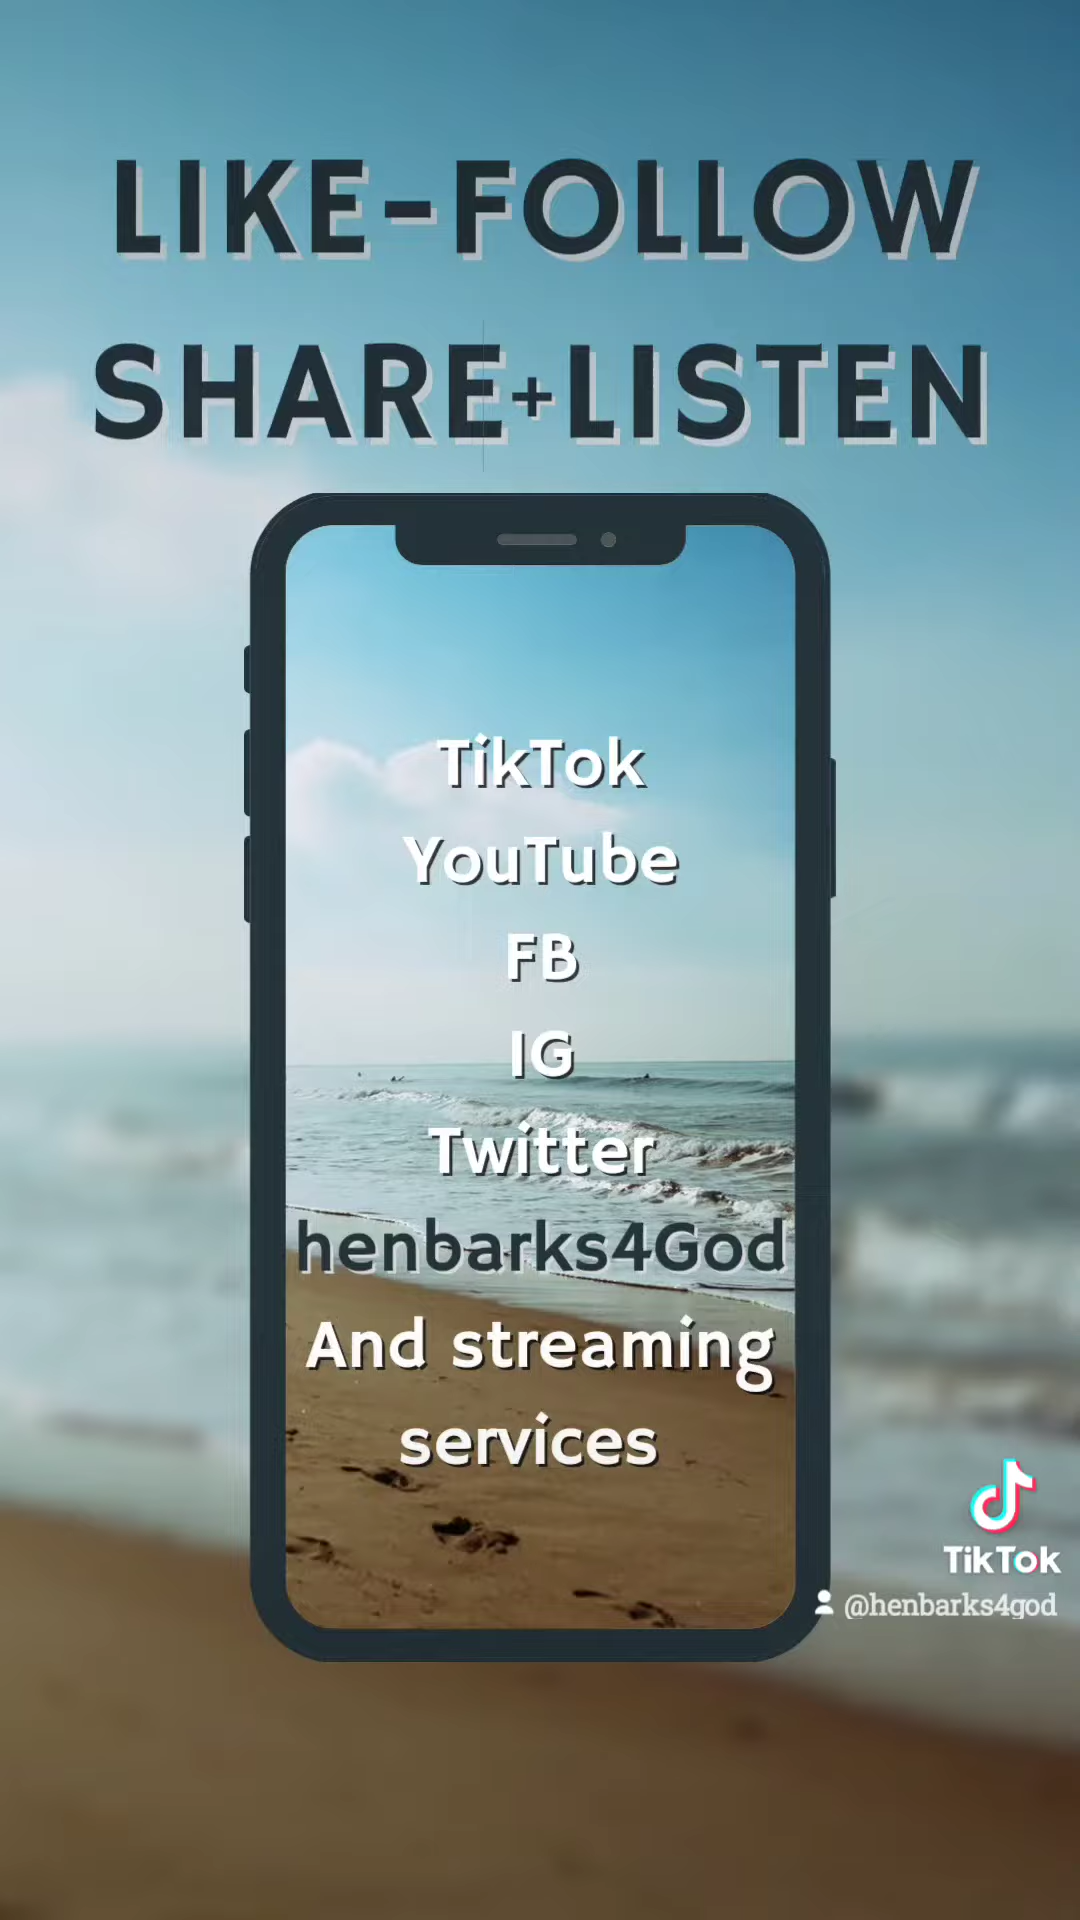 LIKE-FOLLOW
SHARE+LISTEN
TikTok
YouTube
FB
IG
Twitter
henbarks4God
And streaming
services
TikTok
@henbarks4god